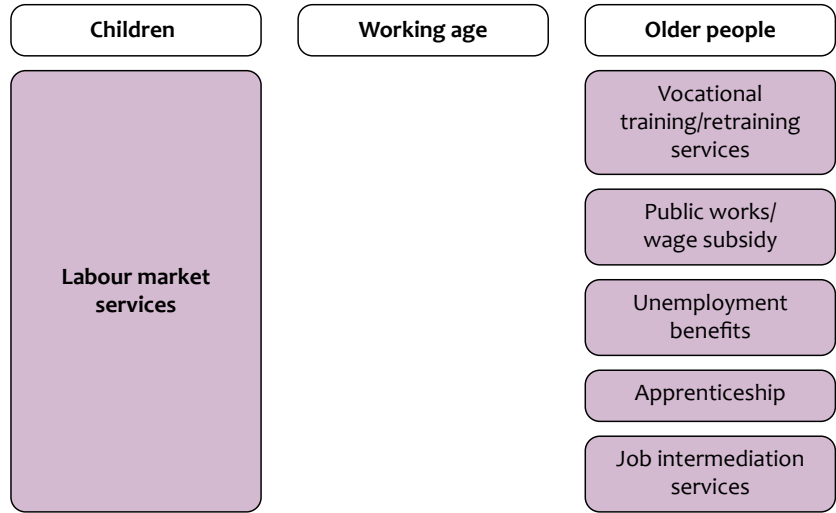 Children
Working age
Older people
Labour market
services
Vocational
training/retraining
services
Public works/
wage subsidy
Unemployment
benefits
Apprenticeship
Job intermediation
services